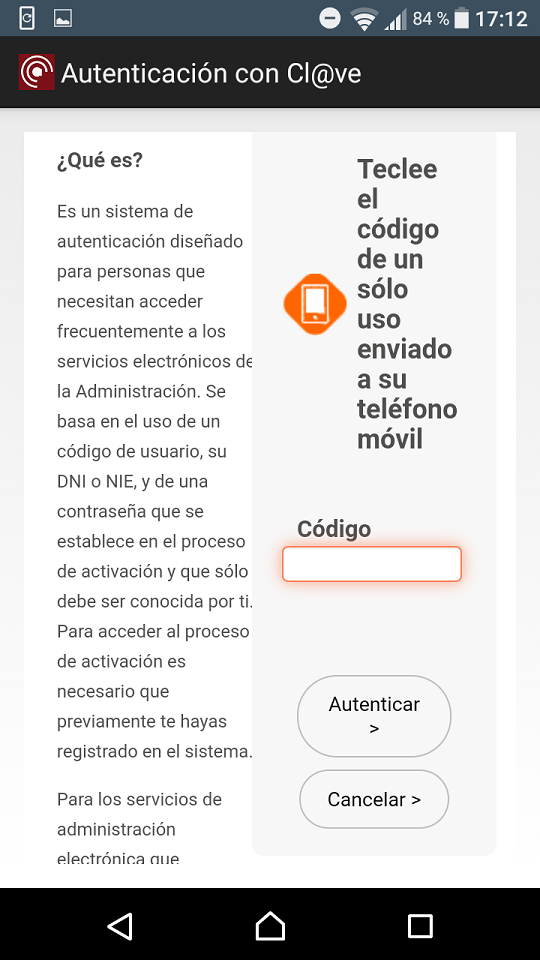 84 % 17:12
Autenticación con Cl@ve
¿Qué es?
Es un sistema de
autenticación diseñado
para personas que
necesitan acceder
frecuentemente a los
servicios electrónicos de
la Administración. Se
basa en el uso de un
código de usuario, su
DNI o NIE, y de una
contraseña que se
establece en el proceso
de activación y que sólo
debe ser conocida por ti.
Para acceder al proceso
de activación es
necesario que
previamente te hayas
registrado en el sistema.
Para los servicios de
administración
electrónica que
Teclee
el
código
de un
sólo
uso
enviado
a su
teléfono
móvil
Código
Autenticar
>
Cancelar >